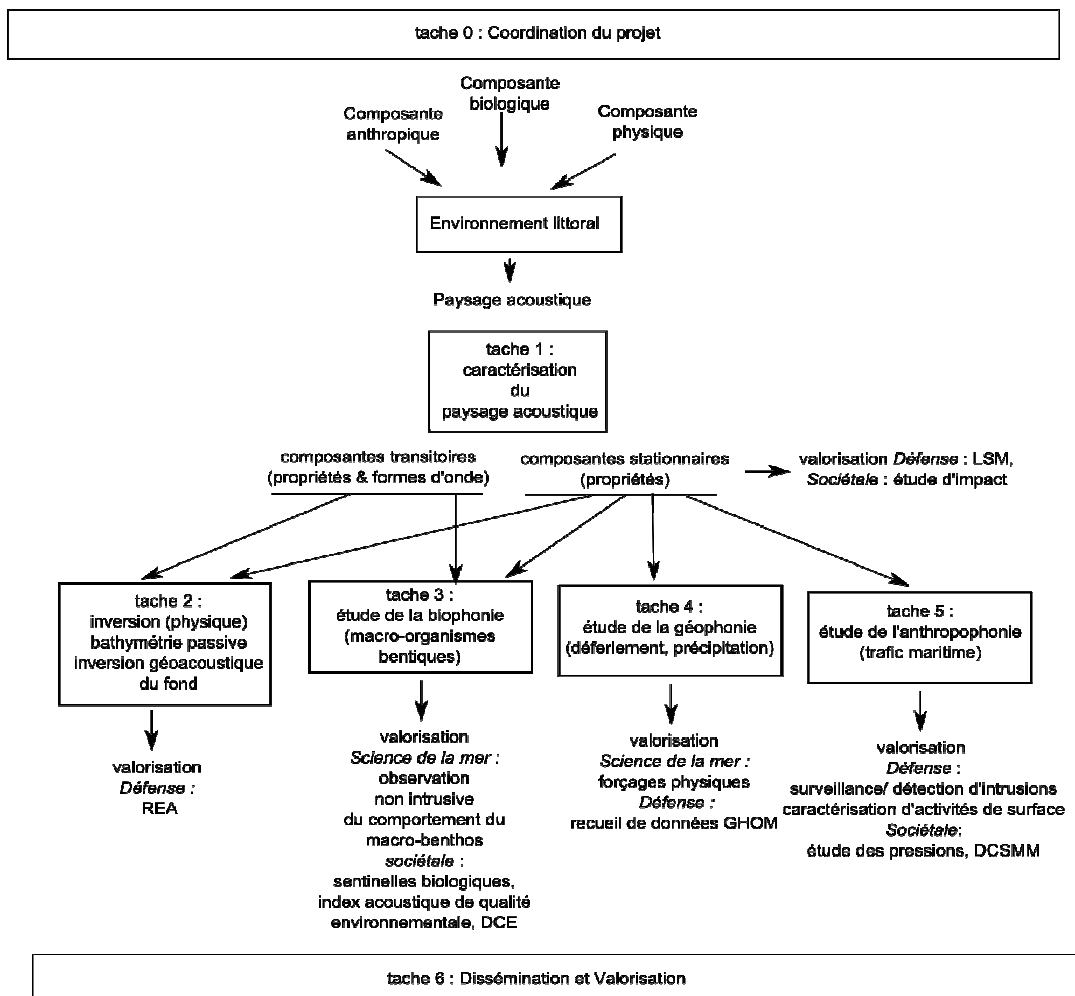 tache 0 : Coordination du projet
Composante
biologique
Composante
anthropique
Composante
physique
Environnement littoral
Paysage acoustique
tache 1 :
caractérisation
du
paysage acoustique
composantes transitoires
(propriétés & formes d'onde)
composantes stationnaires
(propriétés)
valorisation Défense : LSM,
Sociétale : étude d'impact
tache 2 :
inversion (physique)
bathymétrie passive
inversion géoacoustique
du fond
tache 3 :
étude de la biophonie
(macro-organismes
bentiques)
tache 4 :
étude de la géophonie
(déferlement, précipitation)
tache 5 :
étude de l'anthropophonie
(trafic maritime)
valorisation
Défense :
REA
valorisation
Science de la mer :
observation
non intrusive
du comportement du
macro-benthos
sociétale :
sentinelles biologiques,
index acoustique de qualité
environnementale, DCE
valorisation
Science de la mer :
forçages physiques
Défense :
recueil de données GHOM
valorisation
Défense :
surveillance/ détection d'intrusions
caractérisation d'activités de surface
Sociétale:
étude des pressions, DCSMM
tache 6 : Dissémination et Valorisation